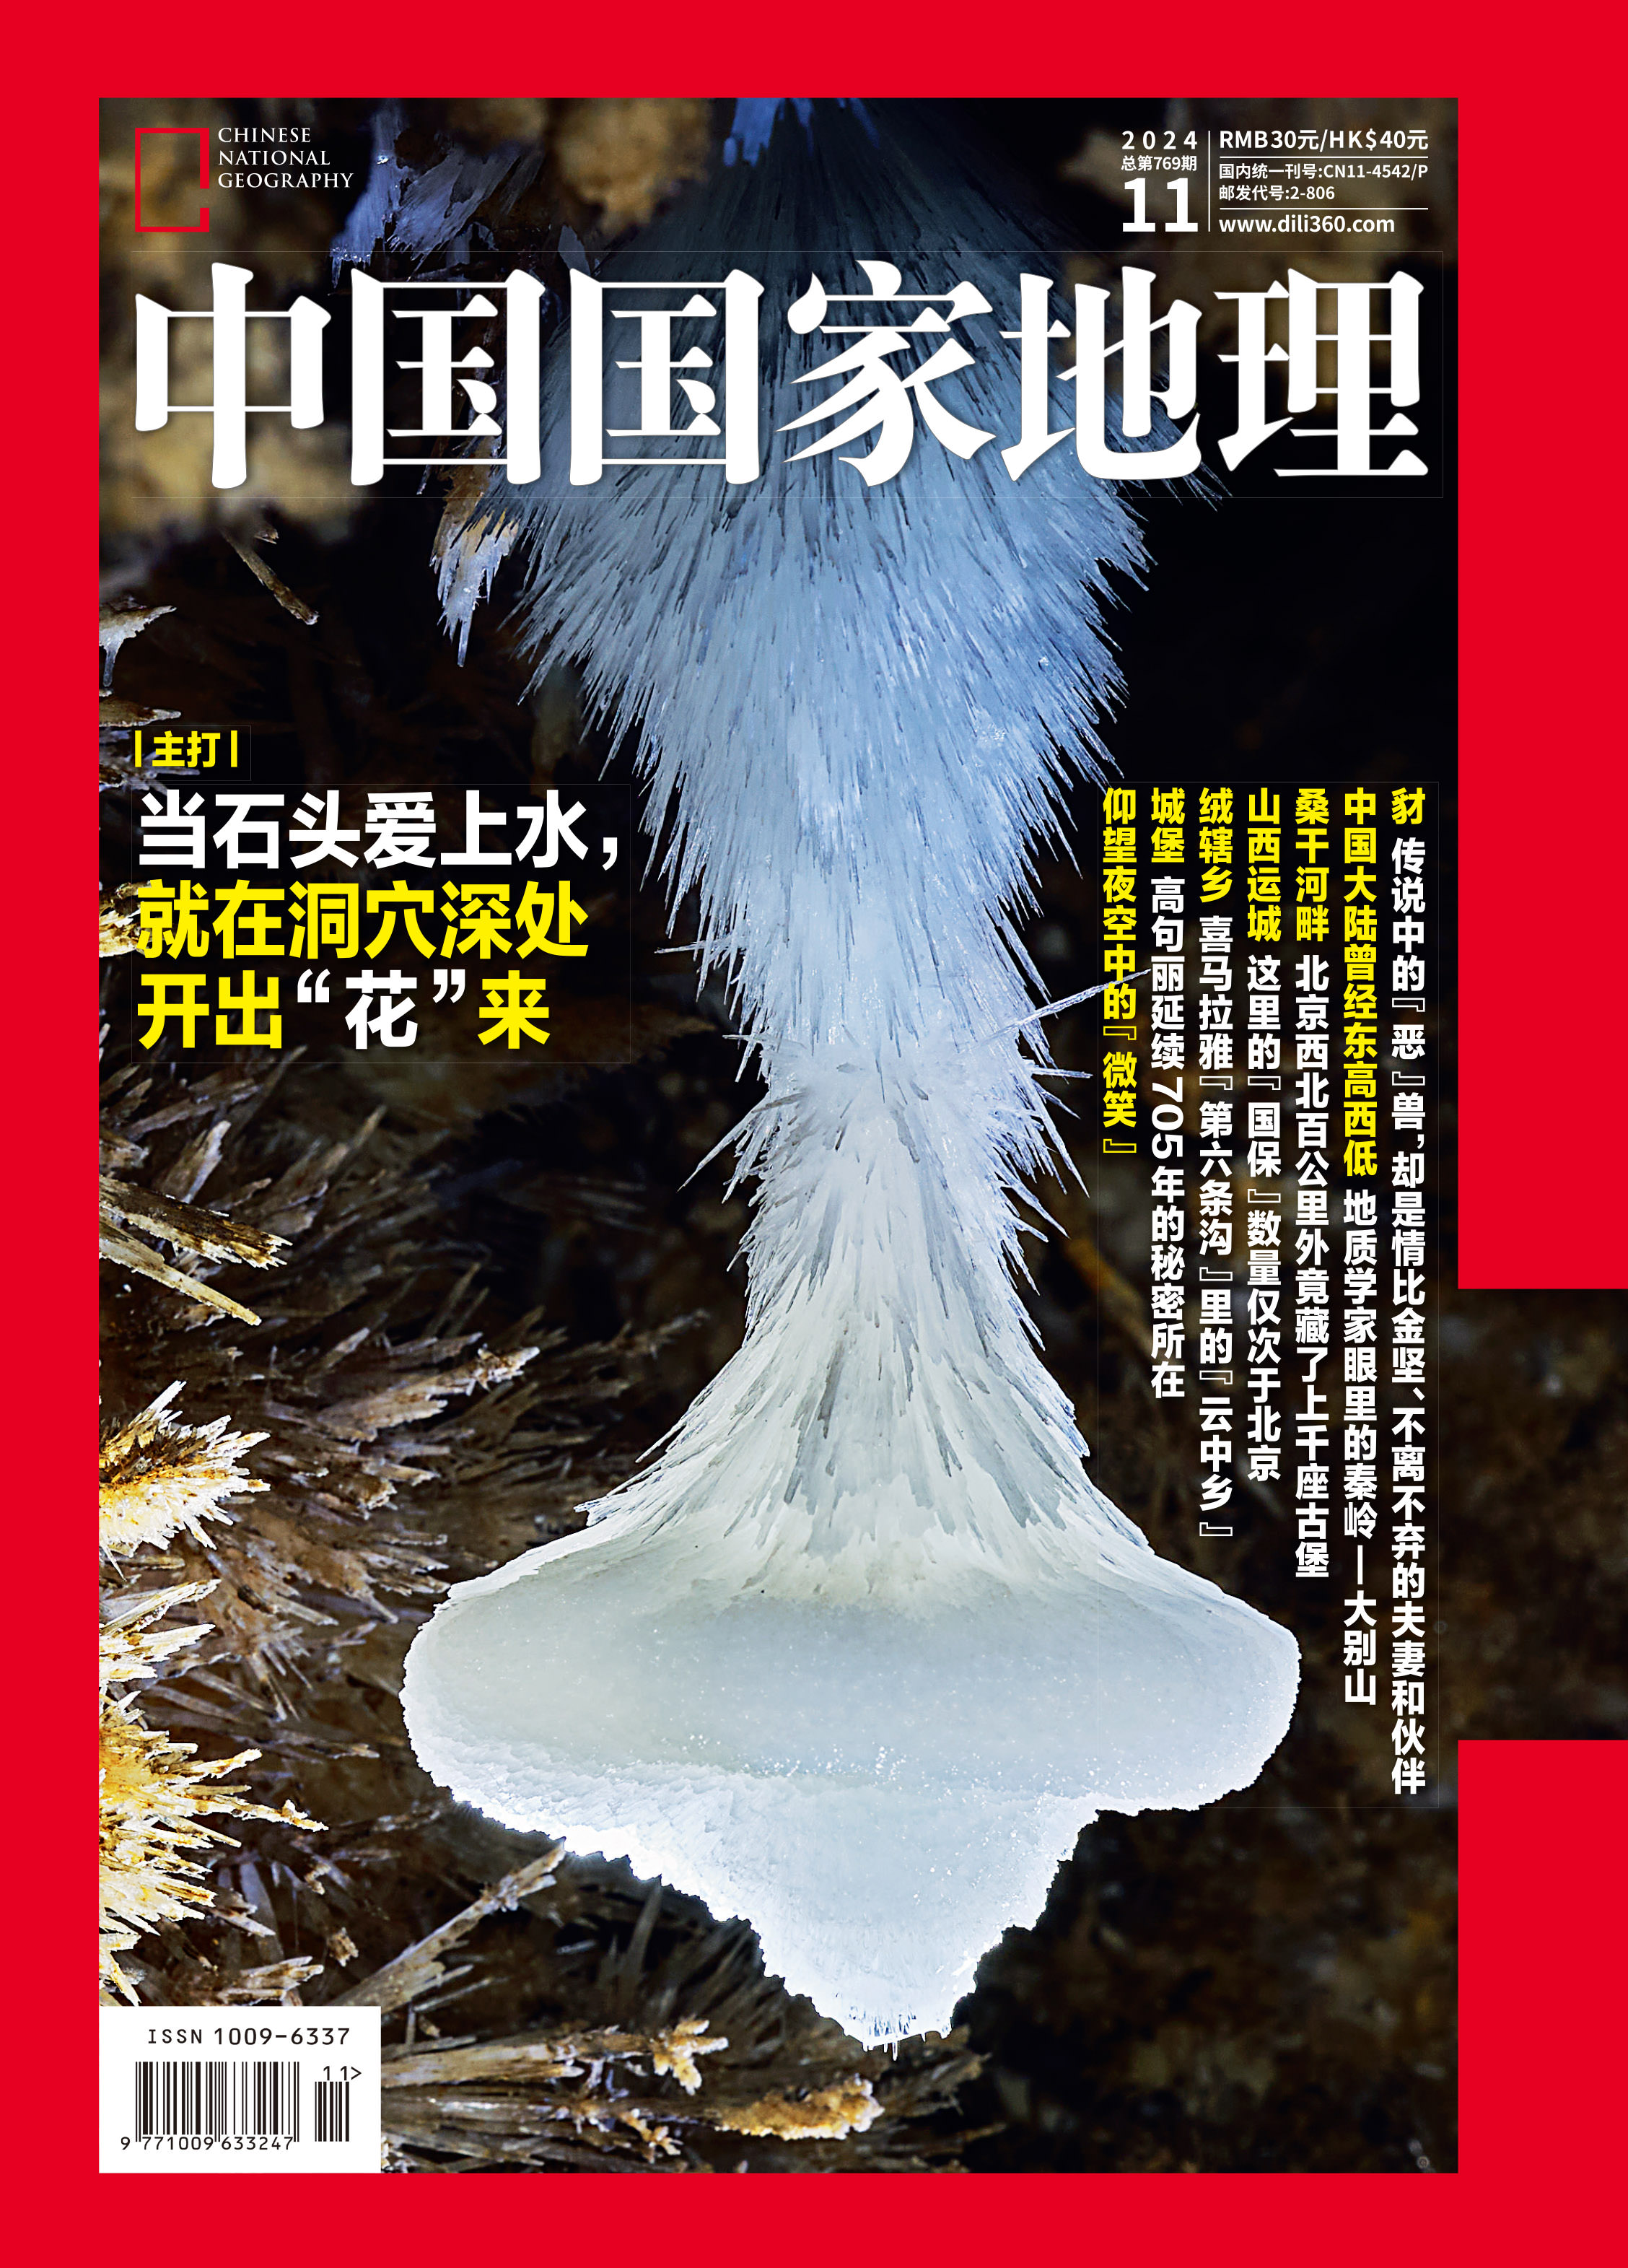 CHINESE
NATIONAL
GEOGRAPHY
2024
总第769期
11
RMB30元/HK$40元
国内统一刊号:CN11-4542/P
邮发代号:2-806
www.dili360.com
中国国家地理
|主打|
当石头爱上水，
就在洞穴深处
开出“花”来
豺 传说中的『恶』兽，却是情比金坚、不离不弃的夫妻和伙伴
中国大陆曾经东高西低 地质学家眼里的秦岭—大别山
桑干河畔 北京西北百公里外竟藏了上千座古堡
山西运城 这里的『国保』数量仅次于北京
绒辖乡 喜马拉雅『第六条沟』里的『云中乡』
城堡 高句丽延续705年的秘密所在
仰望夜空中的『微笑』
ISSN 1009-6337
11>
9 771009 633247